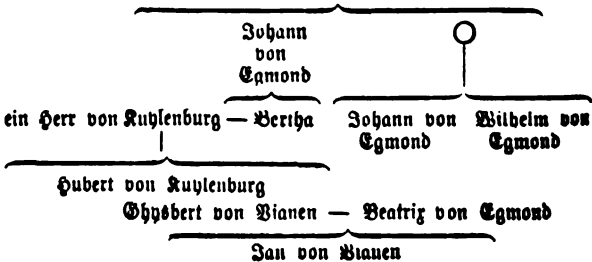 Johann
von
Egmond
ein Herr von Kuylenburg — Bertha Johann von Wilhelm von
Egmond Egmond
Hubert von Kuylenburg
Ghysbert von Vianen — Beatrix von Egmond
Jan von Vianen